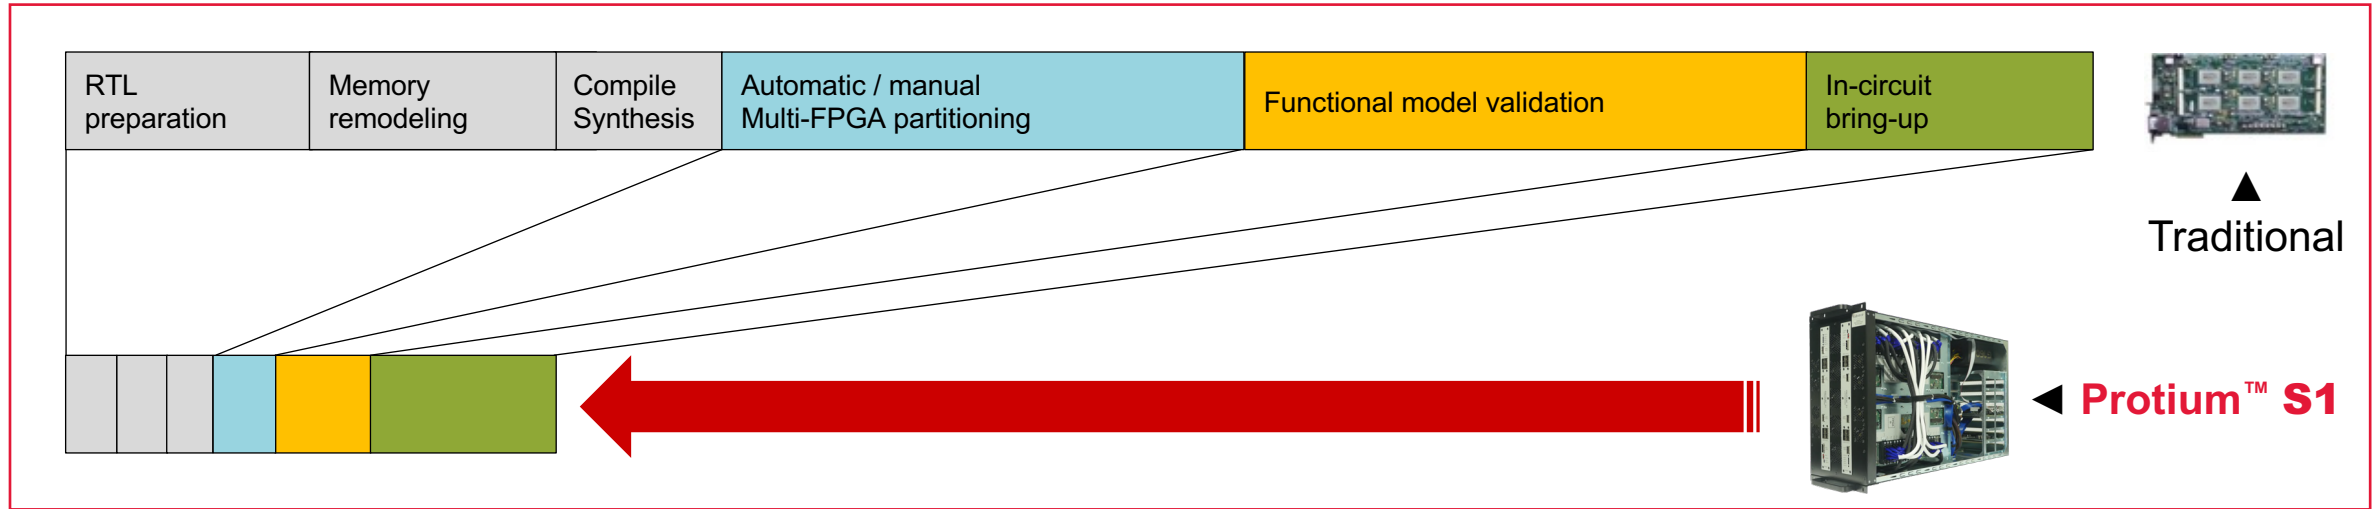 RTL
preparation
Memory
remodeling
Compile
Synthesis
Automatic / manual
Multi-FPGA partitioning
Functional model validation
In-circuit
bring-up
▲
Traditional
◄ Protium™ S1